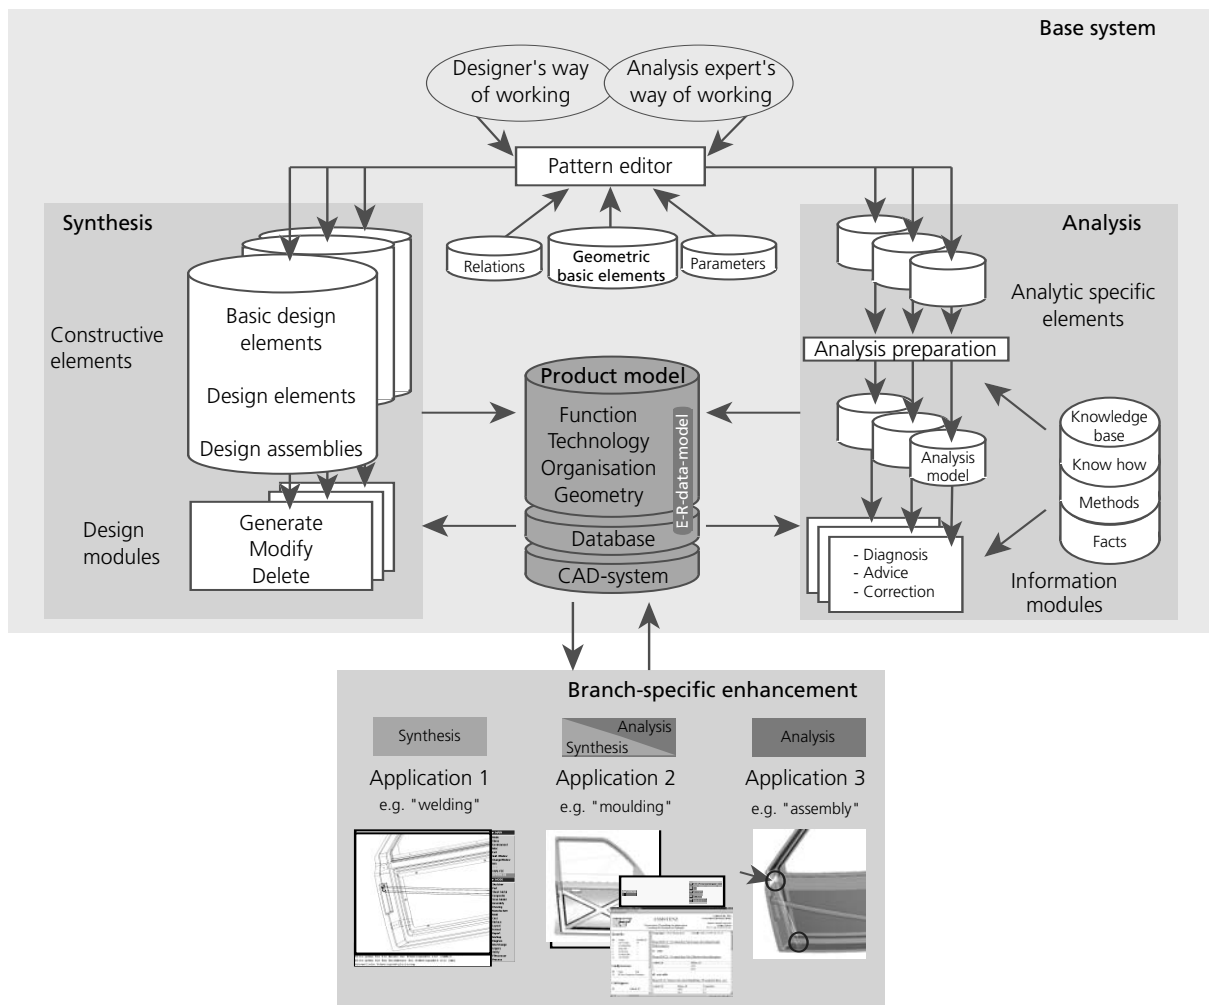 Base system
Designer's way
of working
Analysis expert's
way of working
Pattern editor
Relations
Geometric
basic elements
Parameters
Synthesis
Constructive
elements
Basic design
elements
Design elements
Design assemblies
Design
modules
Generate
Modify
Delete
Product model
Function
Technology
Organisation
Geometry
E-R-data-model
Database
CAD-system
Analysis
Analytic specific
elements
Analysis preparation
Analysis
model
Knowledge
base
Know how
Methods
Facts
- Diagnosis
- Advice
- Correction
Information
modules
Branch-specific enhancement
Synthesis
Application 1
e.g. "welding"
Analysis
Synthesis
Application 2
e.g. "moulding"
Analysis
Application 3
e.g. "assembly"